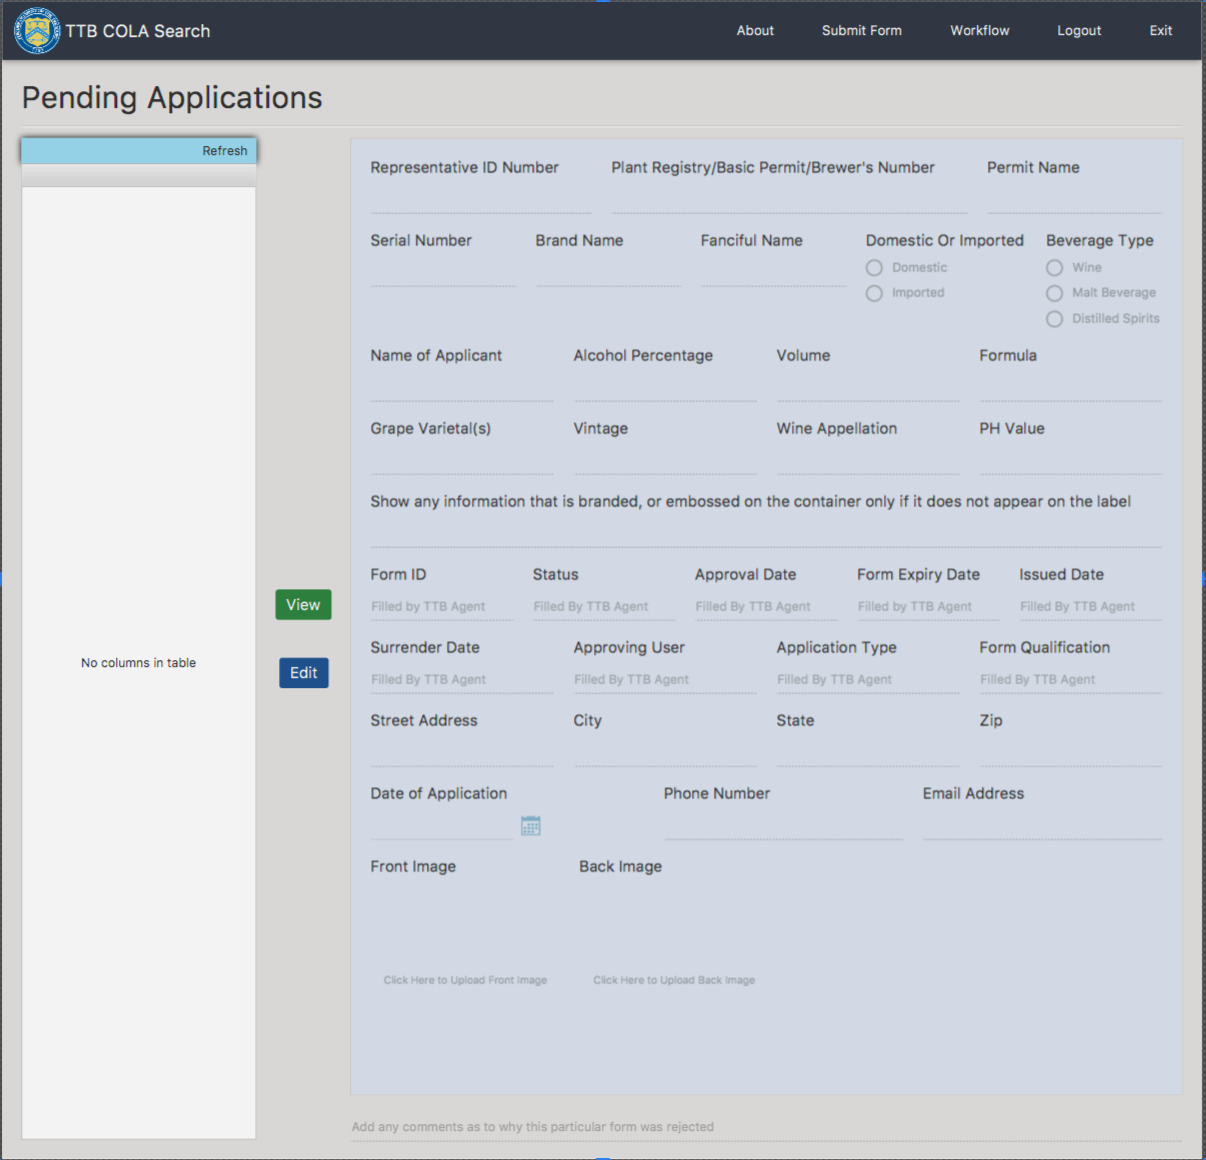 TTB COLA Search
About Submit Form Workflow Logout Exit
Pending Applications
Refresh
No columns in table
View
Edit
Representative ID Number Plant Registry/Basic Permit/Brewer's Number Permit Name
Serial Number Brand Name Fanciful Name Domestic Or Imported Beverage Type
Domestic Wine
Imported Malt Beverage
Distilled Spirits
Name of Applicant Alcohol Percentage Volume Formula
Grape Varietal(s) Vintage Wine Appellation PH Value
Show any information that is branded, or embossed on the container only if it does not appear on the label
Form ID Status Approval Date Form Expiry Date Issued Date
Filled by TTB Agent Filled By TTB Agent Filled By TTB Agent Filled by TTB Agent Filled By TTB Agent
Surrender Date Approving User Application Type Form Qualification
Filled By TTB Agent Filled By TTB Agent Filled By TTB Agent Filled By TTB Agent
Street Address City State Zip
Date of Application Phone Number Email Address
Front Image Back Image
Click Here to Upload Front Image Click Here to Upload Back Image
Add any comments as to why this particular form was rejected